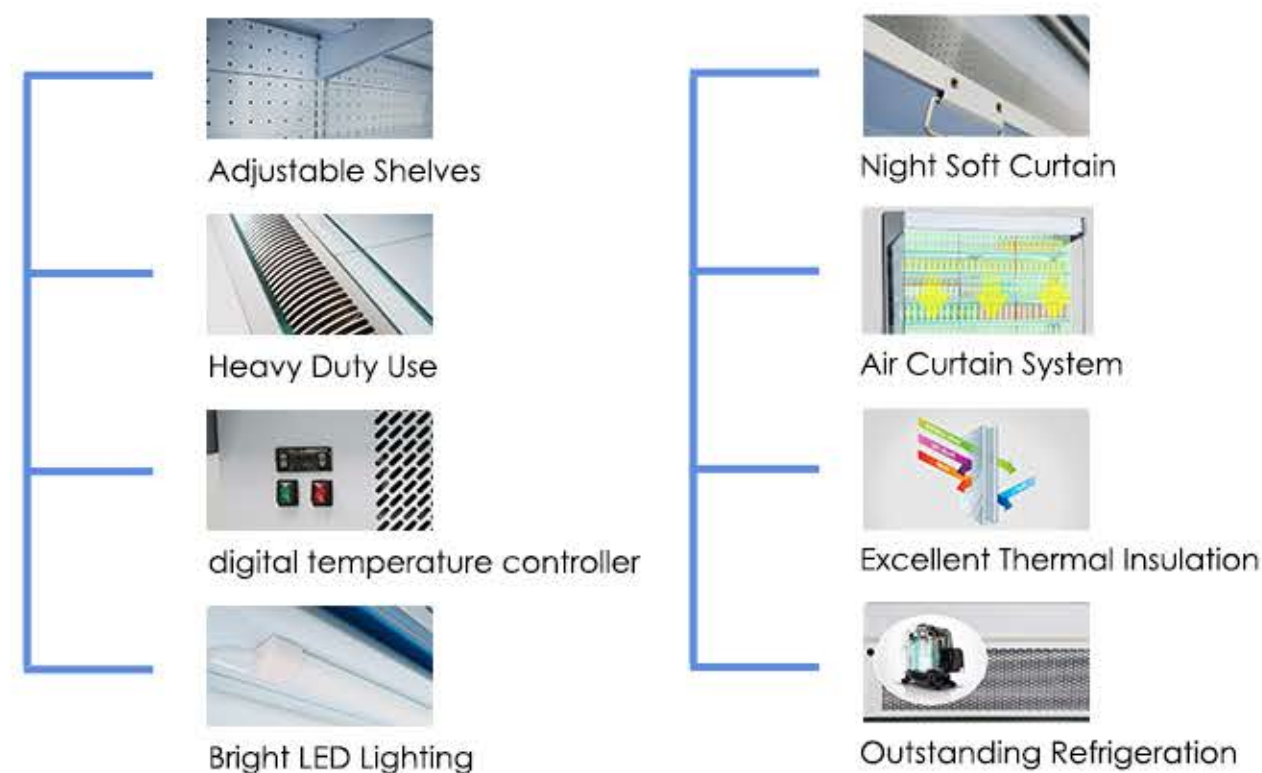 Adjustable Shelves
Heavy Duty Use
digital temperature controller
Bright LED Lighting
Night Soft Curtain
Air Curtain System
Excellent Thermal Insulation
Outstanding Refrigeration